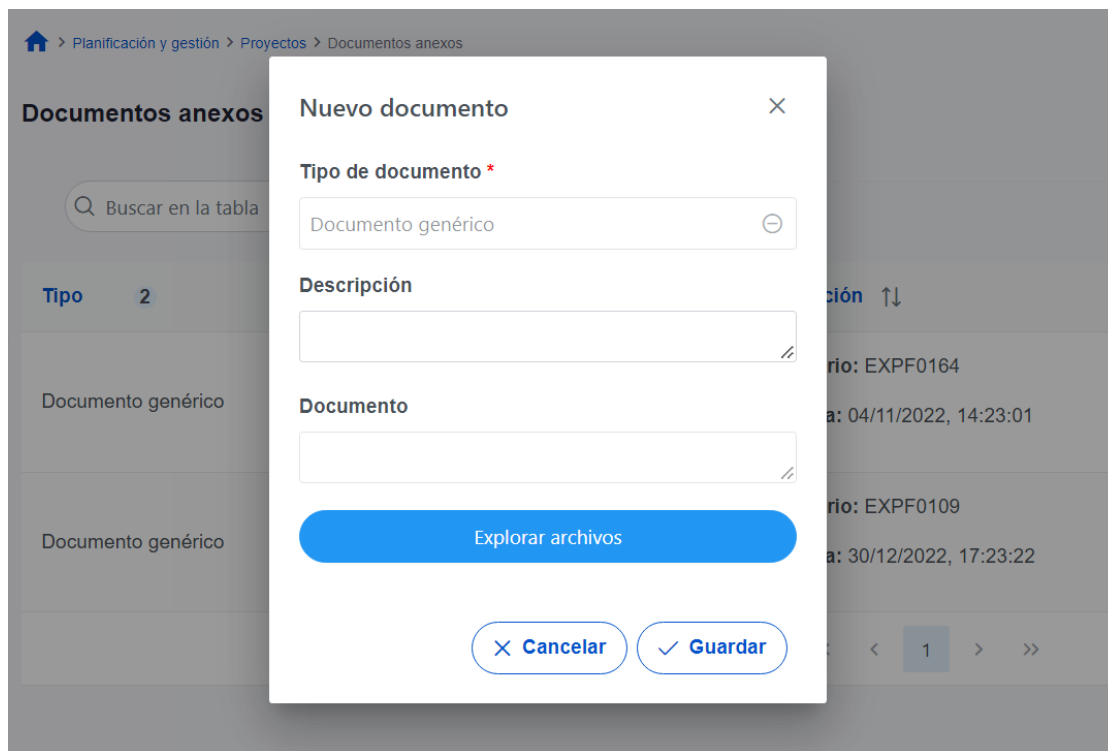 > Planificación y gestión > Proyectos > Documentos anexos
Documentos anexos
Buscar en la tabla
Tipo 2
ción
Documento genérico
rio: EXPF0164
a: 04/11/2022, 14:23:01
Documento genérico
rio: EXPF0109
a: 30/12/2022, 17:23:22
< 1 > >>
Nuevo documento
Tipo de documento *
Documento genérico
Descripción
Documento
Explorar archivos
Cancelar
Guardar